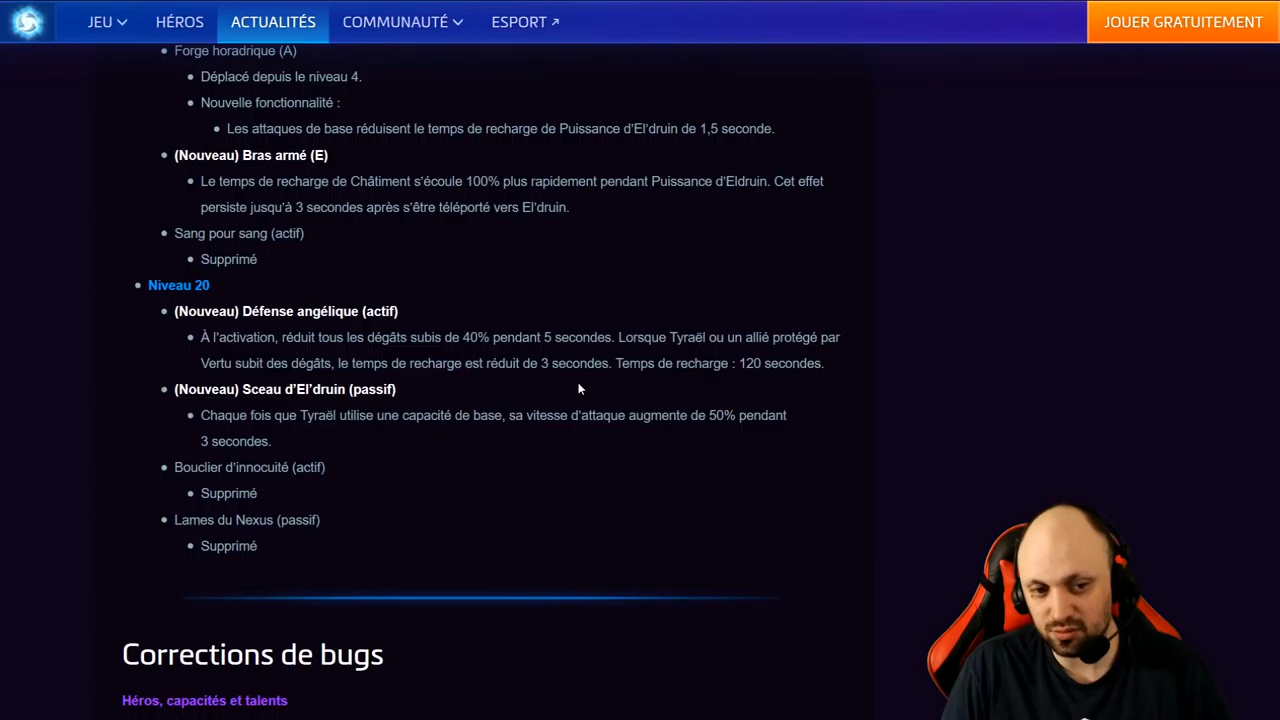 JEU HÉROS ACTUALITÉS COMMUNAUTÉ ESPORT JOUER GRATUITEMENT
Forge horadrique (A)
Déplacé depuis le niveau 4.
Nouvelle fonctionnalité :
Les attaques de base réduisent le temps de recharge de Puissance d’El’druin de 1,5 seconde.
(Nouveau) Bras armé (E)
Le temps de recharge de Châtiment s’écoule 100% plus rapidement pendant Puissance d’Eldruin. Cet effet
persiste jusqu’à 3 secondes après s’être téléporté vers El’druin.
Sang pour sang (actif)
Supprimé
Niveau 20
(Nouveau) Défense angélique (actif)
À l’activation, réduit tous les dégâts subis de 40% pendant 5 secondes. Lorsque Tyraël ou un allié protégé par
Vertu subit des dégâts, le temps de recharge est réduit de 3 secondes. Temps de recharge : 120 secondes.
(Nouveau) Sceau d’El’druin (passif)
Chaque fois que Tyraël utilise une capacité de base, sa vitesse d’attaque augmente de 50% pendant
3 secondes.
Bouclier d’innocuité (actif)
Supprimé
Lames du Nexus (passif)
Supprimé
Corrections de bugs
Héros, capacités et talents